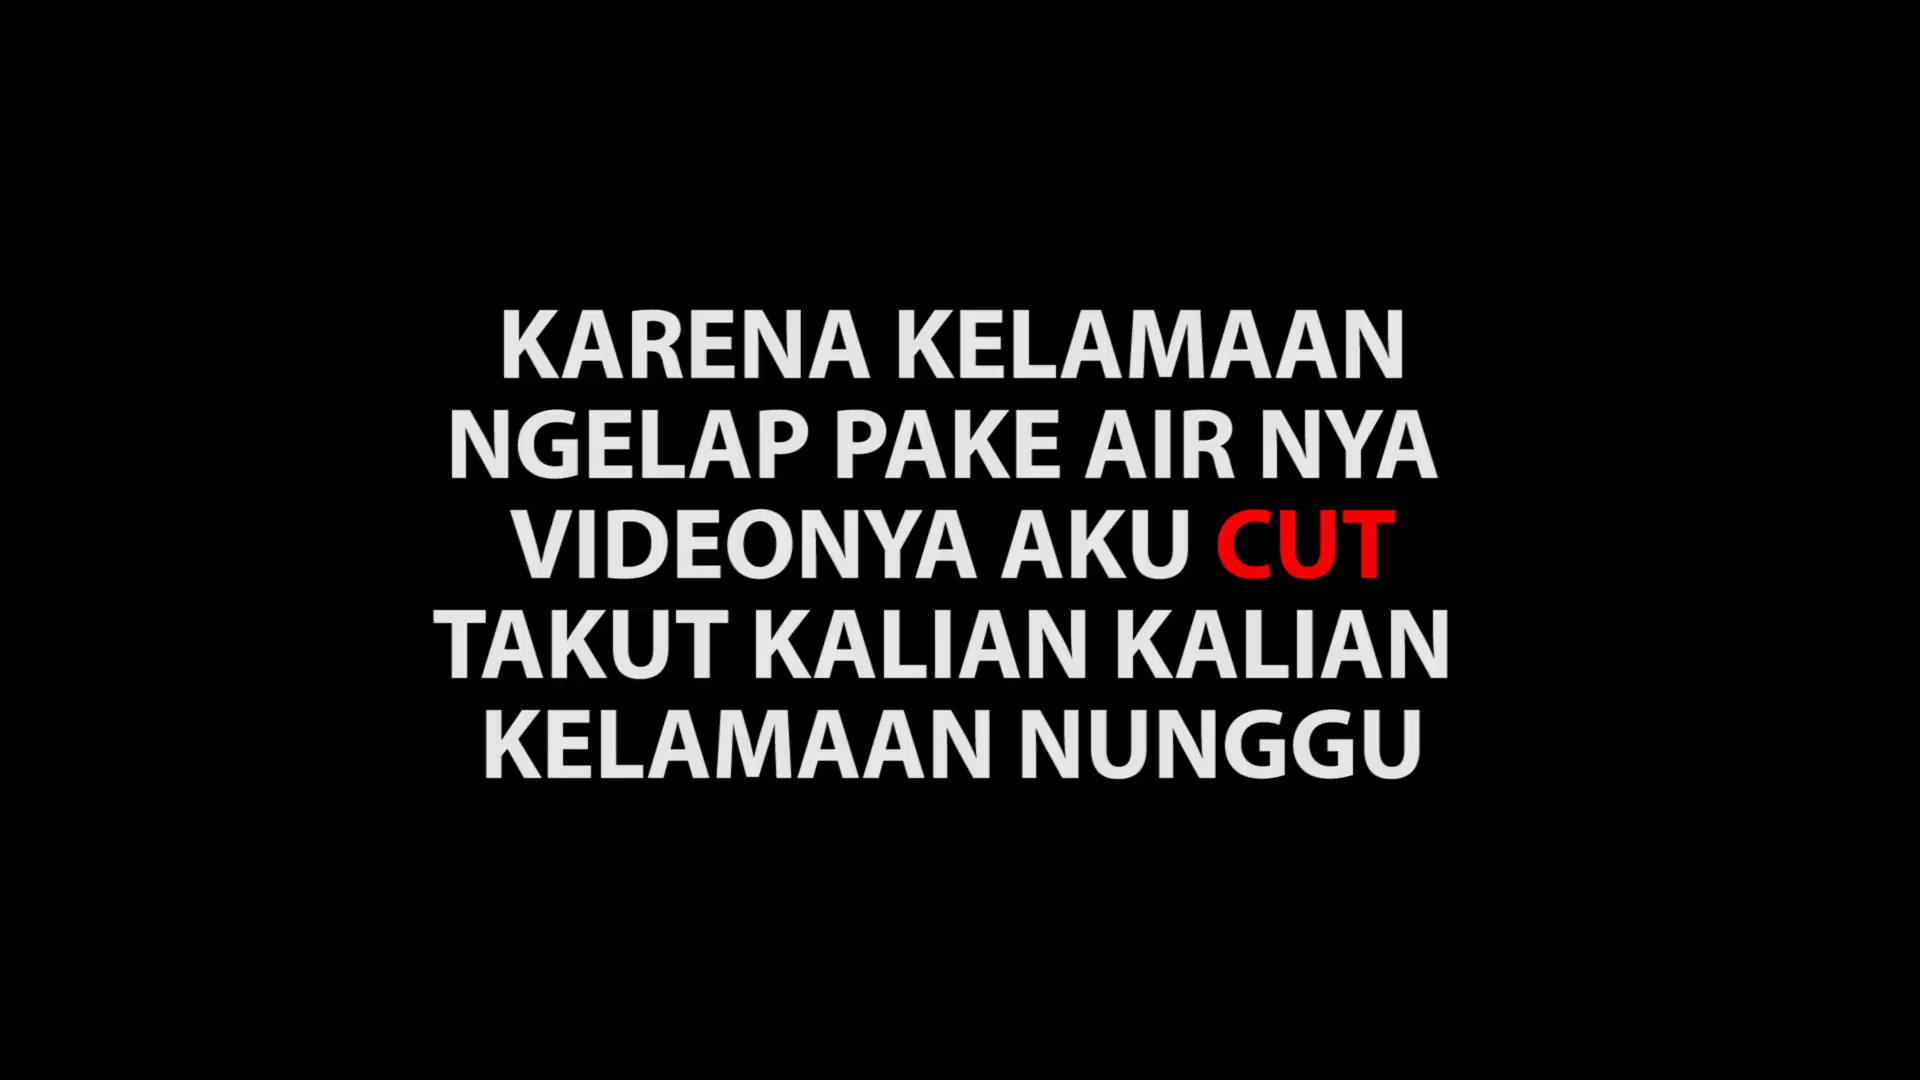 KARENA KELAMAAN
NGELAP PAKE AIR NYA
VIDEONYA AKU CUT
TAKUT KALIAN KALIAN
KELAMAAN NUNGGU